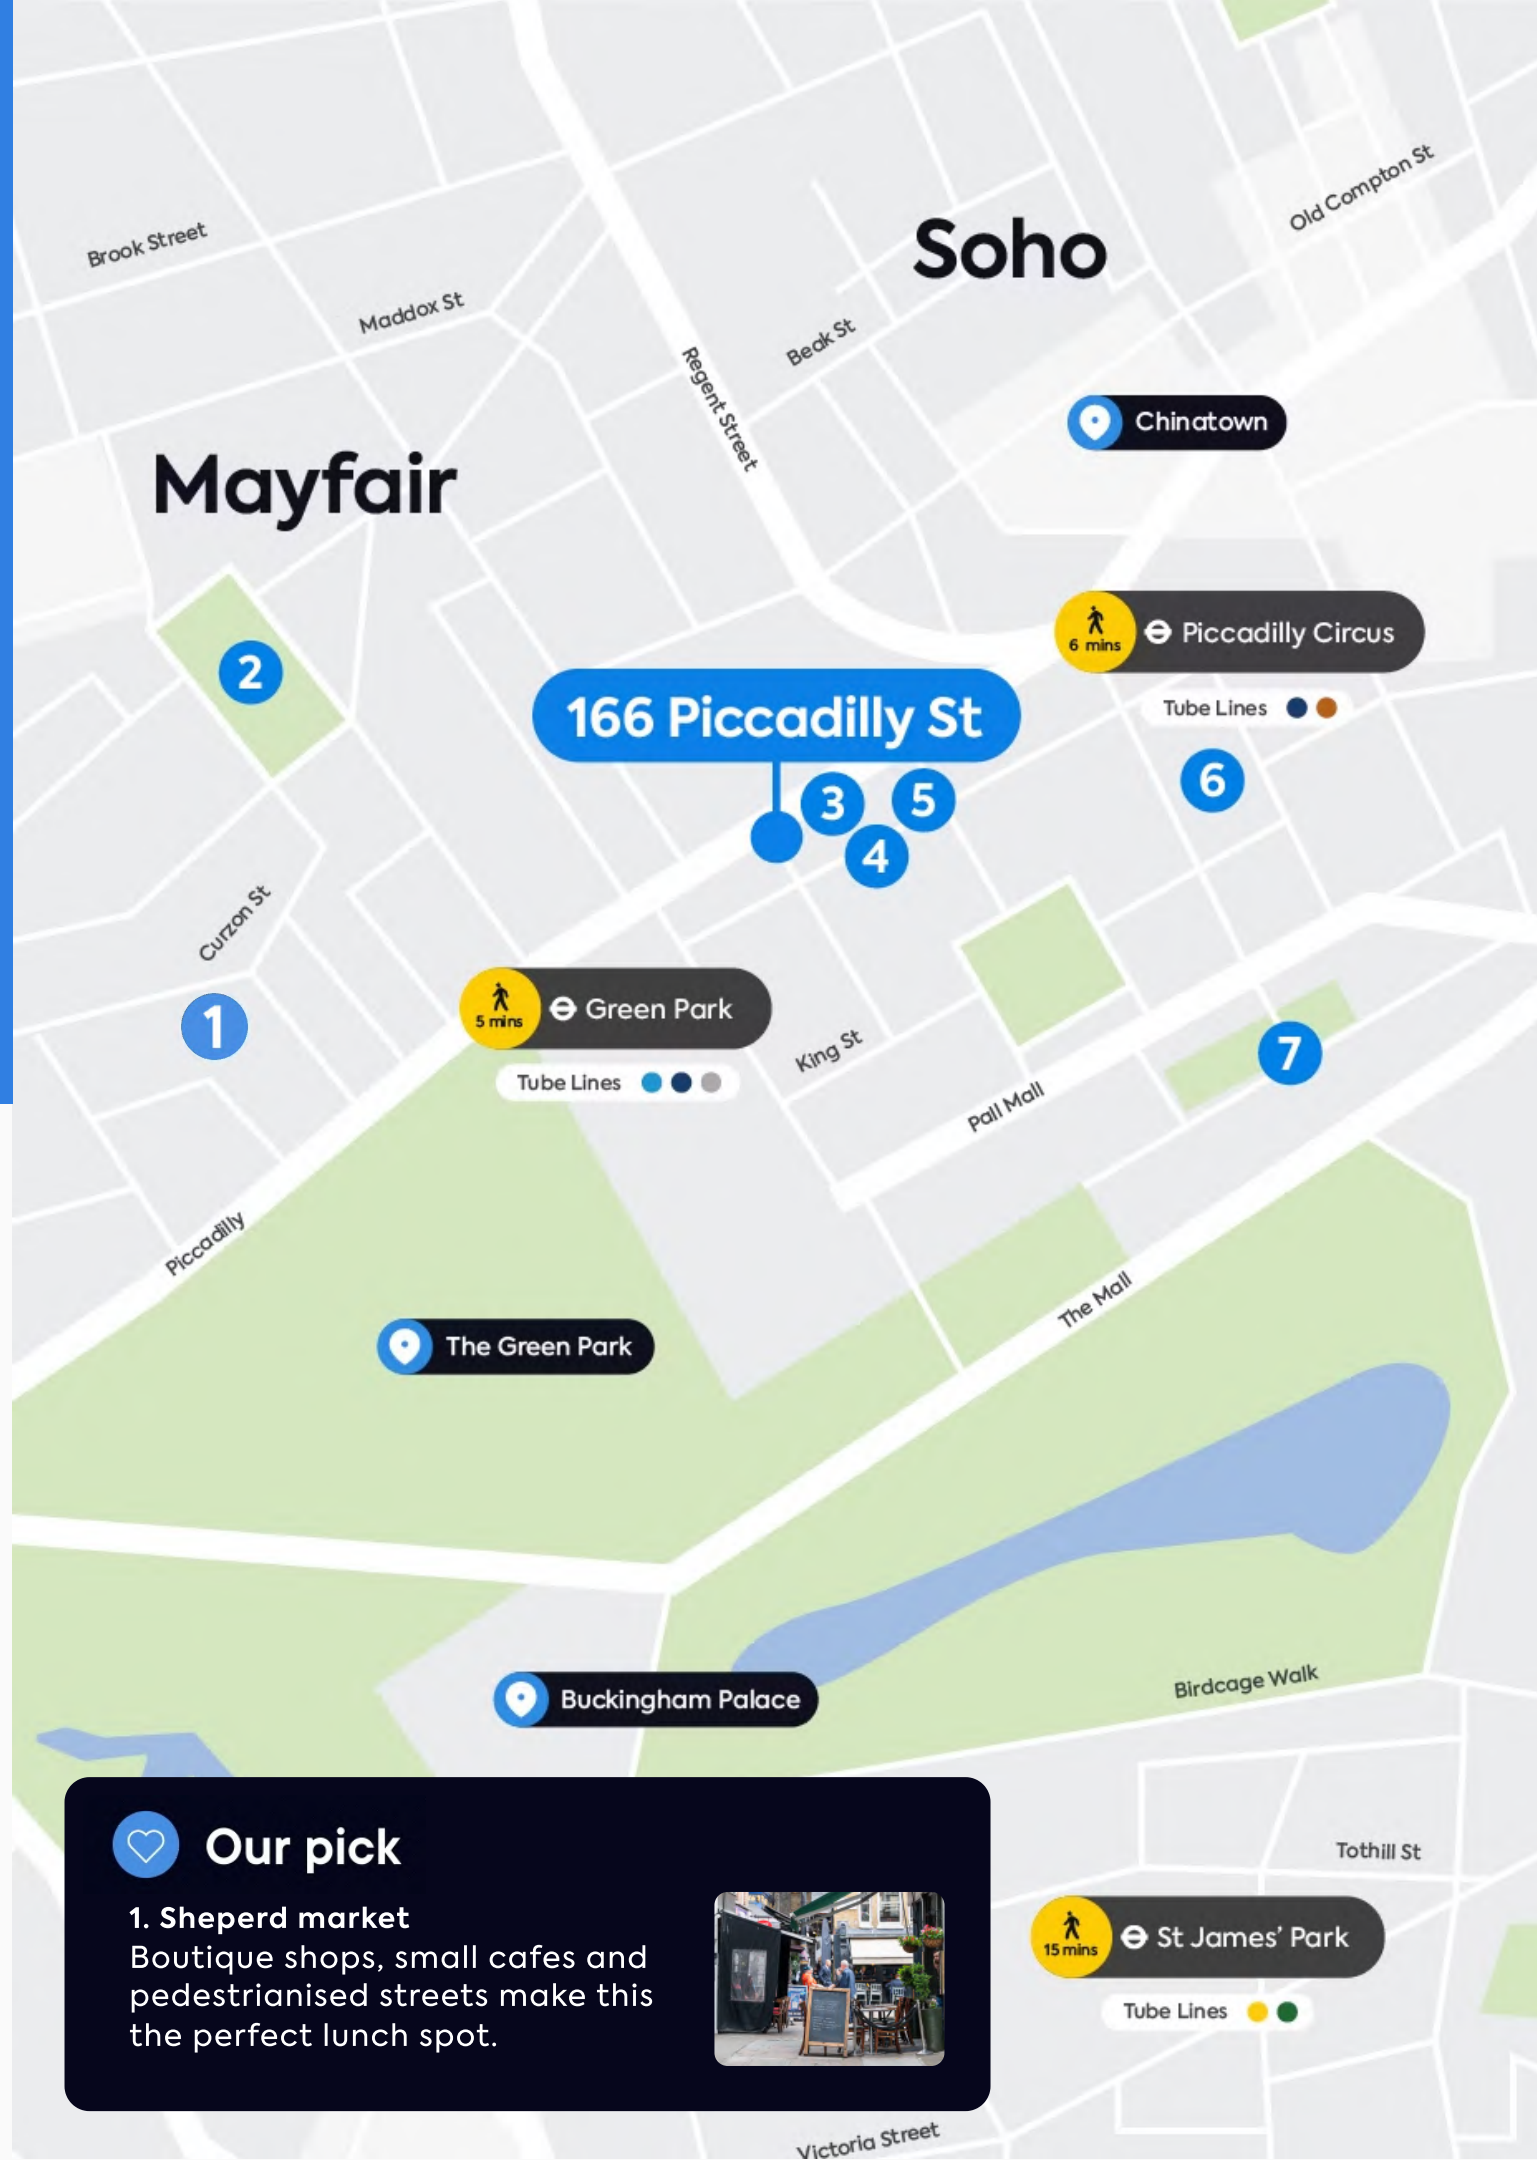 Old Compton St
Soho
Brook Street
Maddox St
Beak St
Regent Street
Chinatown
Mayfair
6 mins
Piccadilly Circus
2
166 Piccadilly St
Tube Lines
3
5
6
4
Curzon St
1
5 mins
Green Park
King St
7
Tube Lines
Pall Mall
Piccadilly
The Mall
The Green Park
Buckingham Palace
Birdcage Walk
Our pick
Tothill St
1. Sheperd market
Boutique shops, small cafes and
pedestrianised streets make this
the perfect lunch spot.
15 mins
St James’ Park
Tube Lines
Victoria Street